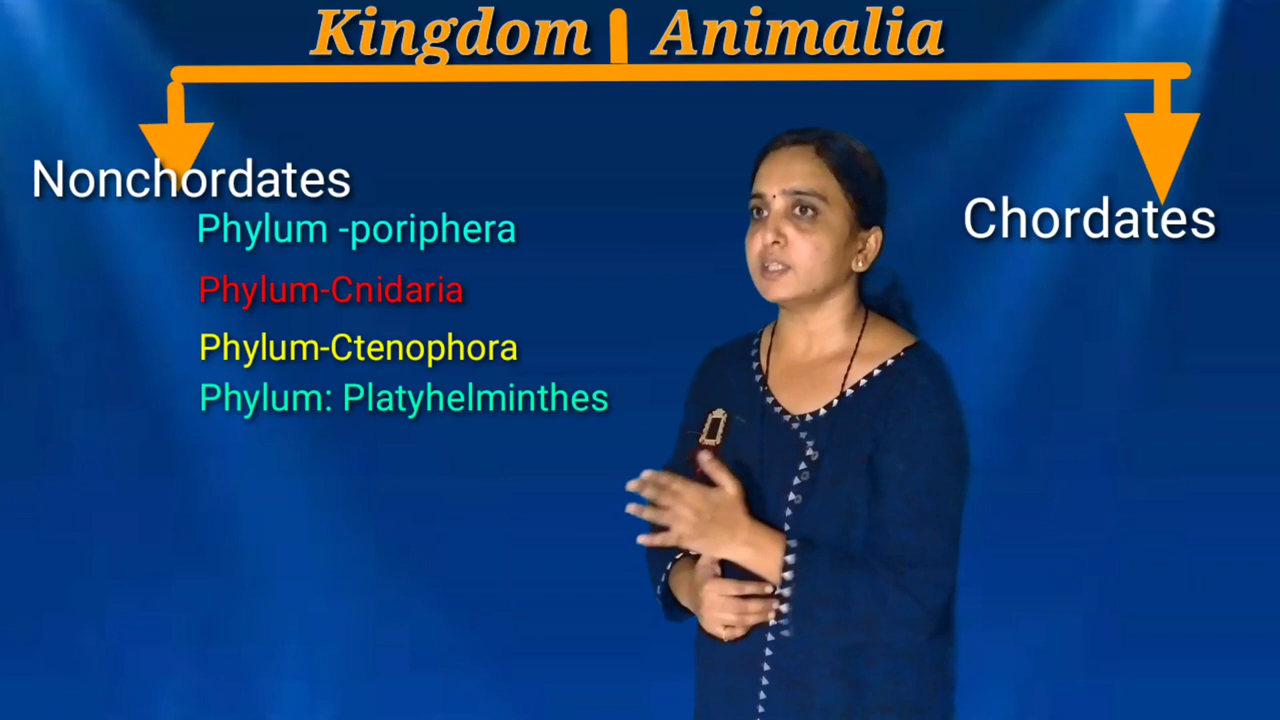 Kingdom Animalia
Nonchordates
Chordates
Phylum -poriphera
Phylum-Cnidaria
Phylum-Ctenophora
Phylum: Platyhelminthes